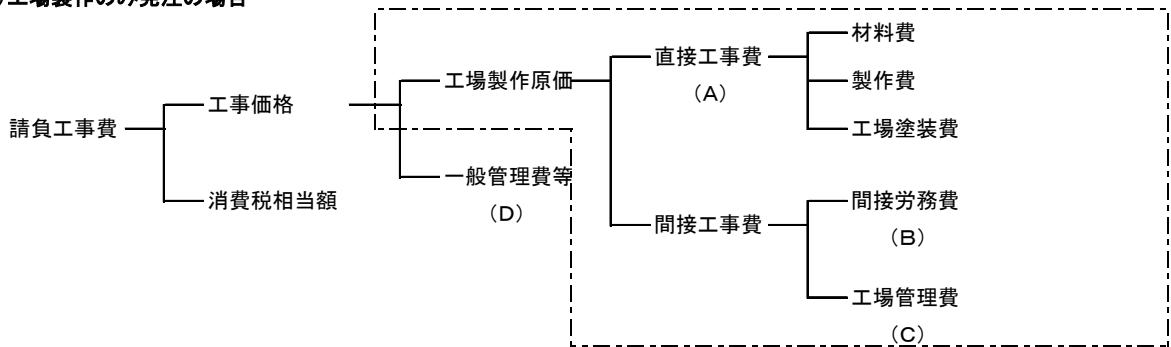 工場製作のみ発注の場合
材料費
直接工事費
(A)
工場製作原価
製作費
工事価格
請負工事費
工場塗装費
一般管理費等
(D)
消費税相当額
間接労務費
(B)
間接工事費
工場管理費
(C)